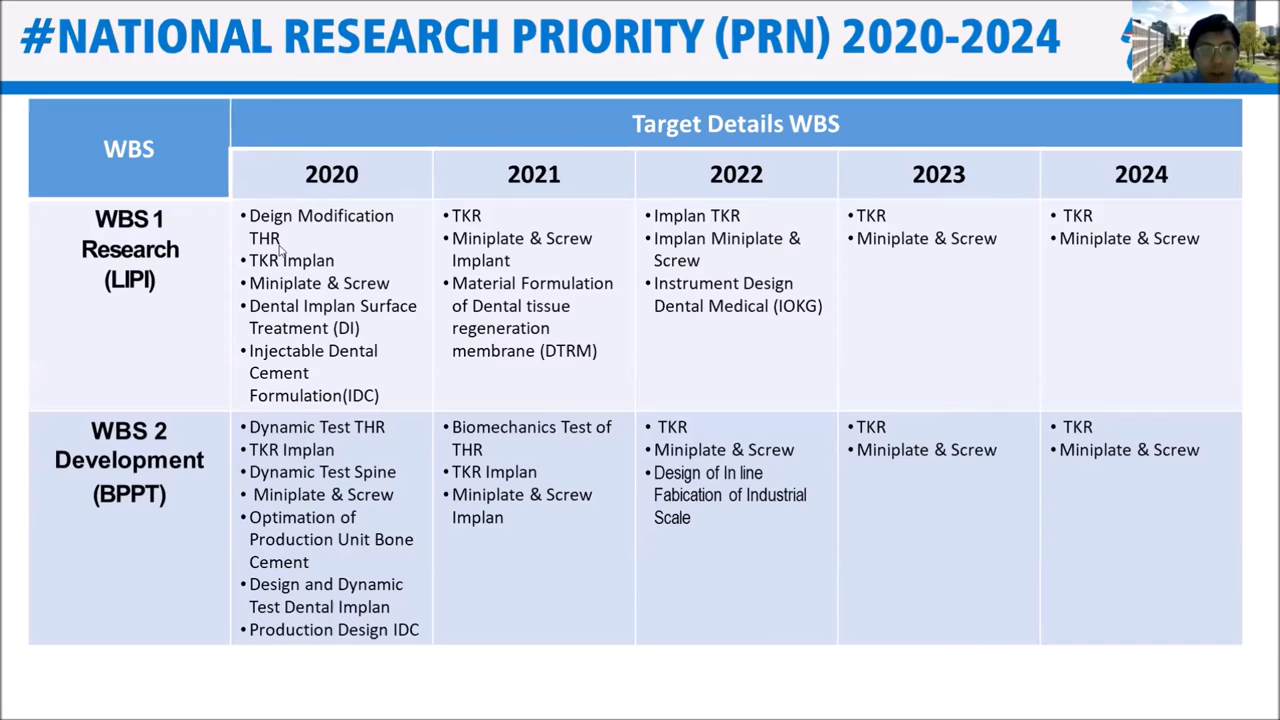 #NATIONAL RESEARCH PRIORITY (PRN) 2020-2024
WBS
Target Details WBS
2020
2021
2022
2023
2024
WBS 1
Research
(LIPI)
• Deign Modification
THR
• TKR Implan
• Miniplate & Screw
• Dental Implan Surface
Treatment (DI)
• Injectable Dental
Cement
Formulation(IDC)
• TKR
• Miniplate & Screw
Implant
• Material Formulation
of Dental tissue
regeneration
membrane (DTRM)
• Implan TKR
• Implan Miniplate &
Screw
• Instrument Design
Dental Medical (IOKG)
• TKR
• Miniplate & Screw
• TKR
• Miniplate & Screw
WBS 2
Development
(BPPT)
• Dynamic Test THR
• TKR Implan
• Dynamic Test Spine
• Miniplate & Screw
• Optimation of
Production Unit Bone
Cement
• Design and Dynamic
Test Dental Implan
• Production Design IDC
• Biomechanics Test of
THR
• TKR Implan
• Miniplate & Screw
Implan
• TKR
• Miniplate & Screw
• Design of In line
Fabication of Industrial
Scale
• TKR
• Miniplate & Screw
• TKR
• Miniplate & Screw